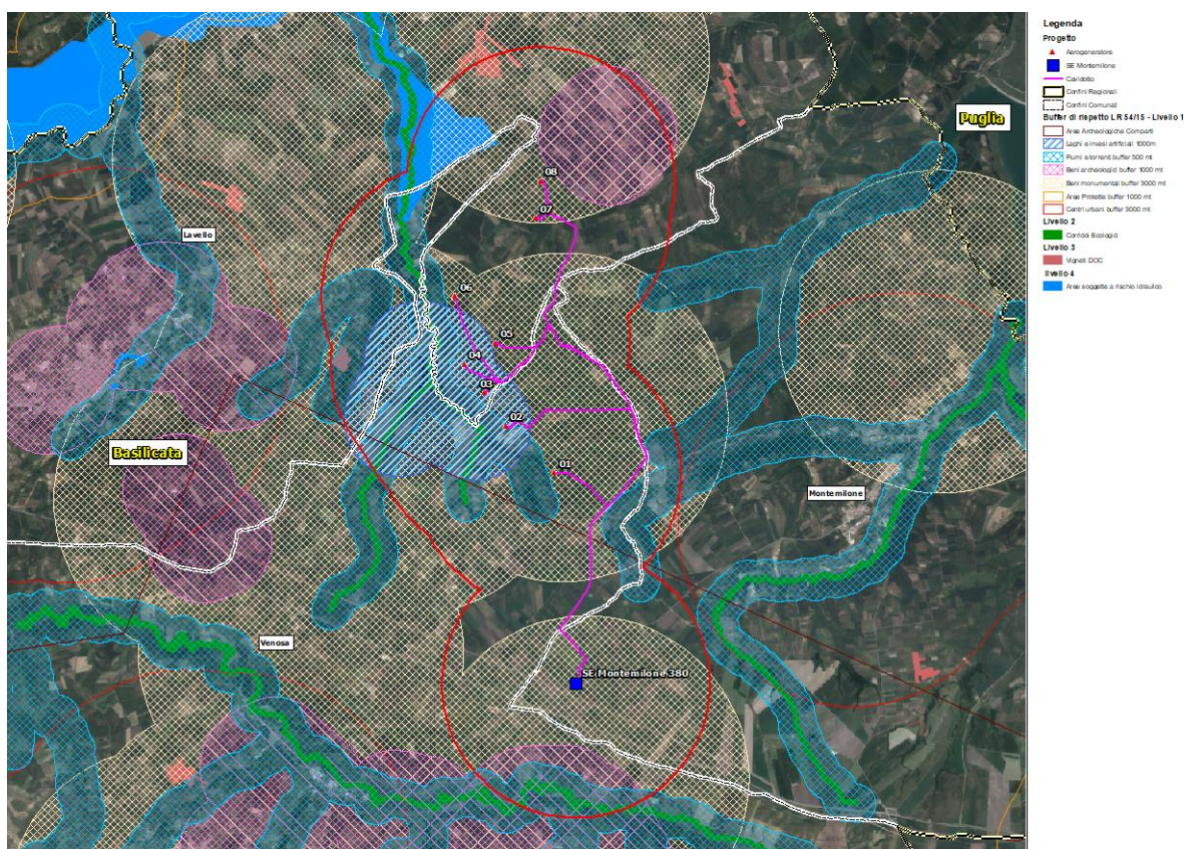 Puglia
08
07
Lavello
06
05
04
03
02
01
Basilicata
Montemilone
Venosa
SE Montemilone 380
Legenda
Progetto
Aerogeneratore
SE Montemilone
Cavidotto
Confini Regionali
Confini Comunali
Buffer di rispetto LR 54/15 - Livello 1
Aree Archeologiche Comparti
Laghi e invasi artificiali 1000m
Fiumi e torrenti buffer 500 mt
Beni archeologici buffer 1000 mt
Beni monumentali buffer 3000 mt
Aree Protette buffer 1000 mt
Centri urbani buffer 3000 mt
Livello 2
Corridoi Ecologici
Livello 3
Vigneti DOC
livello 4
Aree soggette a rischio idraulico